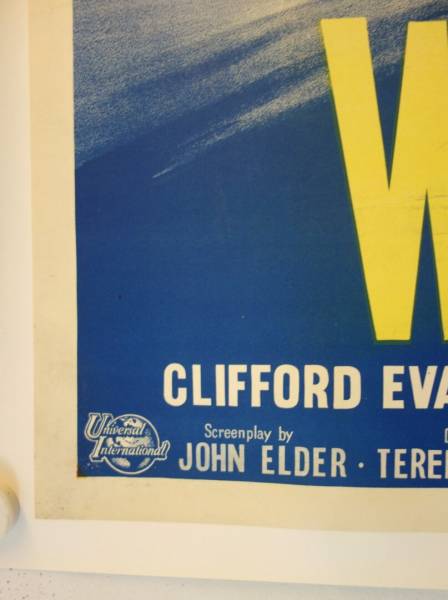 W
CLIFFORD EVA
Screenplay by
Universal
International
JOHN ELDER · TERE